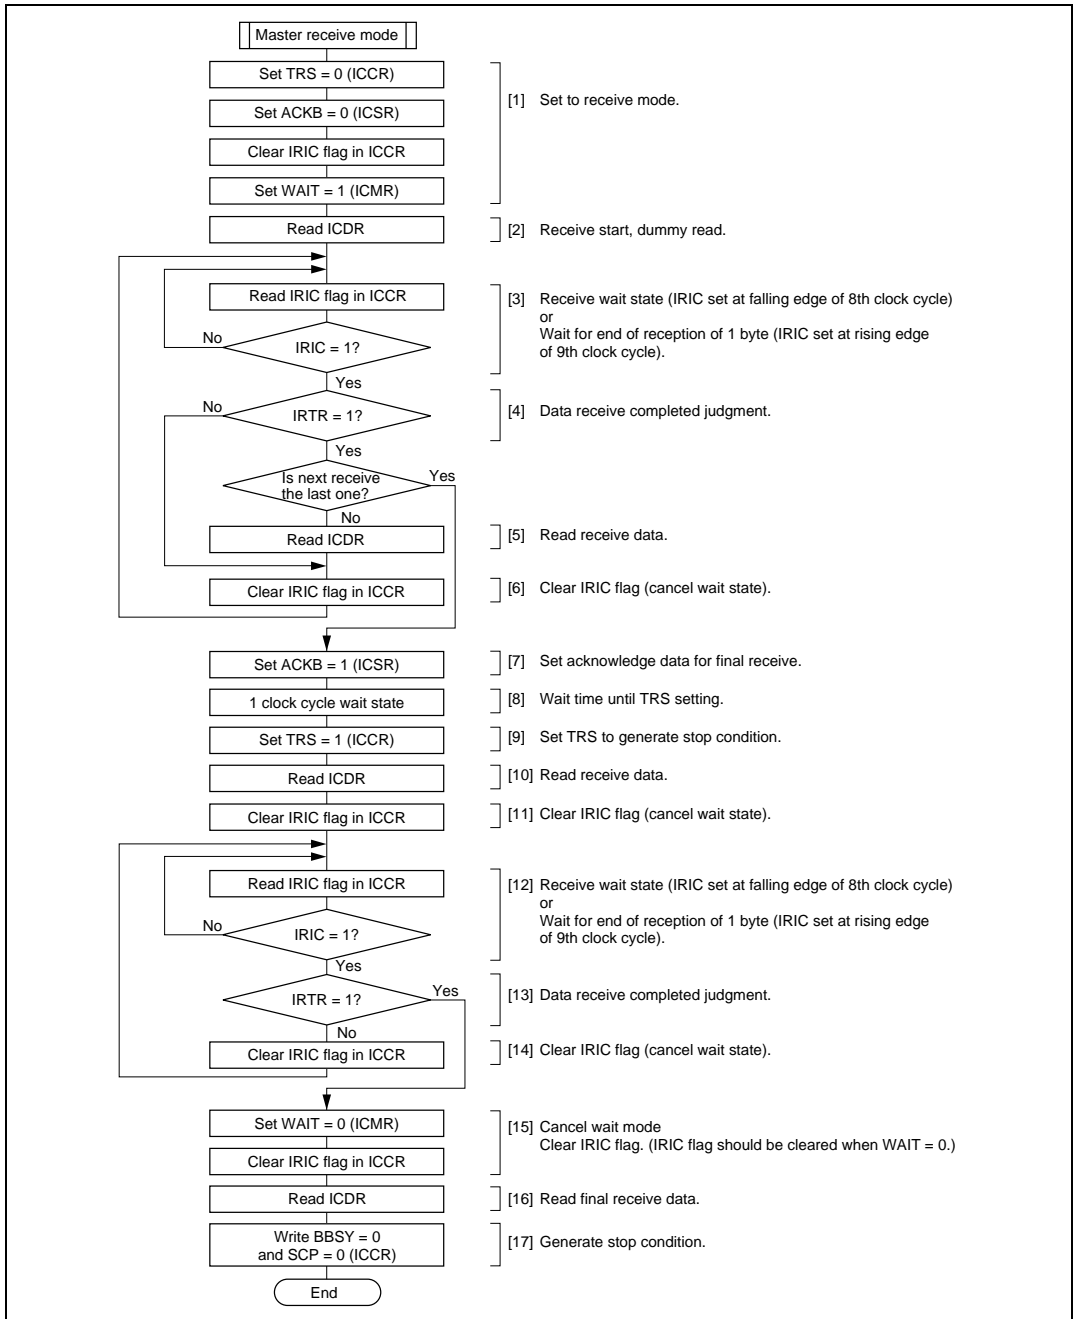 Master receive mode
Set TRS = 0 (ICCR)
[1] Set to receive mode.
Set ACKB = 0 (ICSR)
Clear IRIC flag in ICCR
Set WAIT = 1 (ICMR)
Read ICDR
[2] Receive start, dummy read.
Read IRIC flag in ICCR
[3] Receive wait state (IRIC set at falling edge of 8th clock cycle)
or
Wait for end of reception of 1 byte (IRIC set at rising edge
of 9th clock cycle).
No
IRIC = 1?
Yes
No
IRTR = 1?
[4] Data receive completed judgment.
Yes
Is next receive
the last one?
Yes
No
Read ICDR
[5] Read receive data.
Clear IRIC flag in ICCR
[6] Clear IRIC flag (cancel wait state).
Set ACKB = 1 (ICSR)
[7] Set acknowledge data for final receive.
1 clock cycle wait state
[8] Wait time until TRS setting.
Set TRS = 1 (ICCR)
[9] Set TRS to generate stop condition.
Read ICDR
[10] Read receive data.
Clear IRIC flag in ICCR
[11] Clear IRIC flag (cancel wait state).
Read IRIC flag in ICCR
[12] Receive wait state (IRIC set at falling edge of 8th clock cycle)
or
Wait for end of reception of 1 byte (IRIC set at rising edge
of 9th clock cycle).
No
IRIC = 1?
Yes
IRTR = 1?
Yes
[13] Data receive completed judgment.
No
Clear IRIC flag in ICCR
[14] Clear IRIC flag (cancel wait state).
Set WAIT = 0 (ICMR)
[15] Cancel wait mode
Clear IRIC flag. (IRIC flag should be cleared when WAIT = 0.)
Clear IRIC flag in ICCR
Read ICDR
[16] Read final receive data.
Write BBSY = 0
and SCP = 0 (ICCR)
[17] Generate stop condition.
End